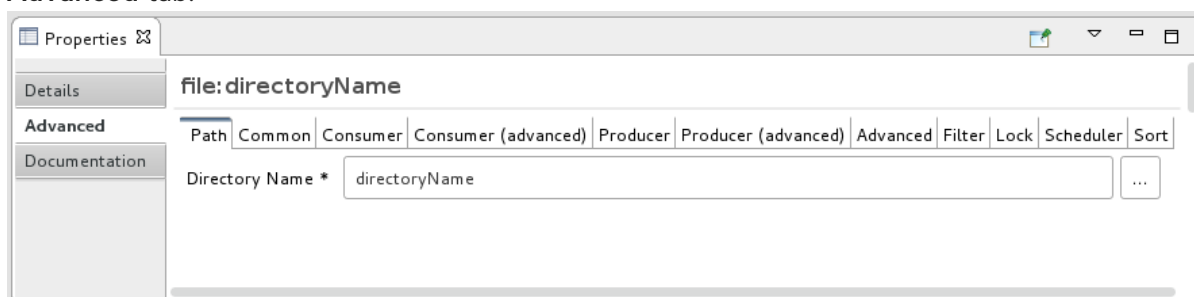 Advanced tab.
Properties
Details
file:directoryName
Advanced
Path Common Consumer Consumer (advanced) Producer Producer (advanced) Advanced Filter Lock Scheduler Sort
Documentation
Directory Name * directoryName ...